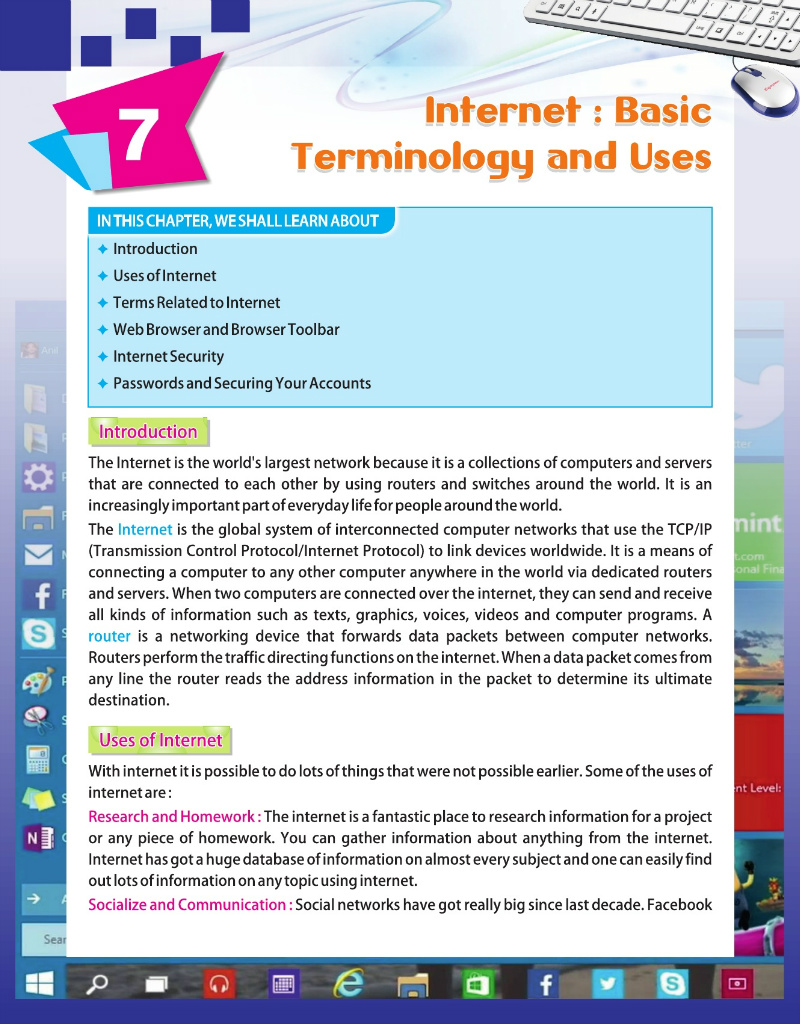 7
Internet : Basic
Terminology and Uses
IN THIS CHAPTER, WE SHALL LEARN ABOUT
✦ Introduction
✦ Uses of Internet
✦ Terms Related to Internet
✦ Web Browser and Browser Toolbar
✦ Internet Security
✦ Passwords and Securing Your Accounts
Introduction
The Internet is the world's largest network because it is a collections of computers and servers
that are connected to each other by using routers and switches around the world. It is an
increasingly important part of everyday life for people around the world.
The Internet is the global system of interconnected computer networks that use the TCP/IP
(Transmission Control Protocol/Internet Protocol) to link devices worldwide. It is a means of
connecting a computer to any other computer anywhere in the world via dedicated routers
and servers. When two computers are connected over the internet, they can send and receive
all kinds of information such as texts, graphics, voices, videos and computer programs. A
router is a networking device that forwards data packets between computer networks.
Routers perform the traffic directing functions on the internet. When a data packet comes from
any line the router reads the address information in the packet to determine its ultimate
destination.
Uses of Internet
With internet it is possible to do lots of things that were not possible earlier. Some of the uses of
internet are :
Research and Homework : The internet is a fantastic place to research information for a project
or any piece of homework. You can gather information about anything from the internet.
Internet has got a huge database of information on almost every subject and one can easily find
out lots of information on any topic using internet.
Socialize and Communication : Social networks have got really big since last decade. Facebook
mint
t.com
onal Fina
nt Level:
Sear